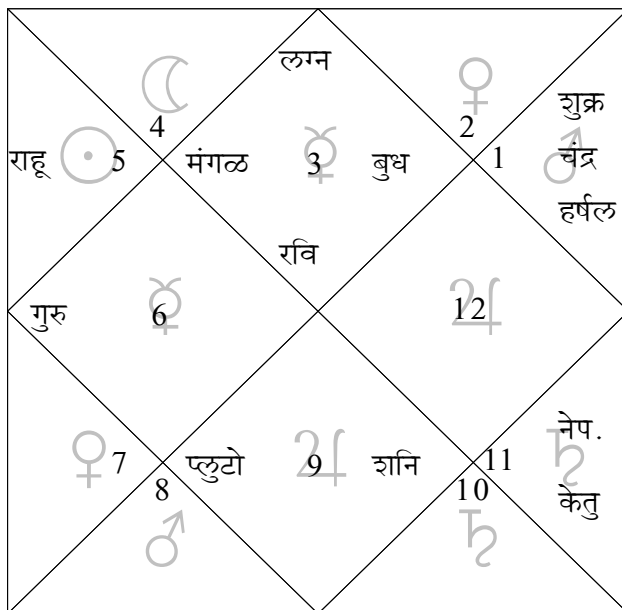 लग्न
4 2 शुक्र
राहू 5 मंगळ 3 बुध 1 चंद्र
हर्षल
रवि
गुरु 6 12
नेप.
7 प्लुटो 9 शनि 11
8 10 केतु